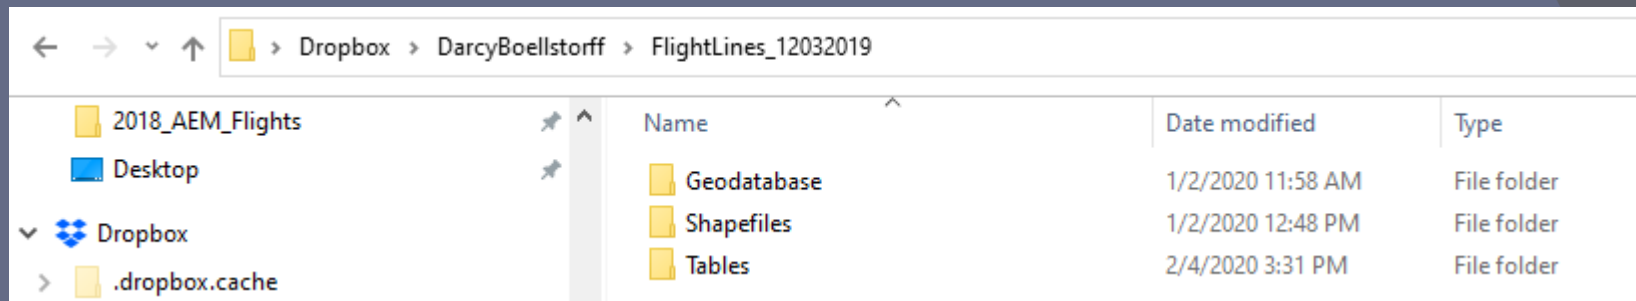 Dropbox > DarcyBoellstorff > FlightLines_12032019
2018_AEM_Flights
Desktop
Dropbox
.dropbox.cache
Name Date modified Type
Geodatabase 1/2/2020 11:58 AM File folder
Shapefiles 1/2/2020 12:48 PM File folder
Tables 2/4/2020 3:31 PM File folder